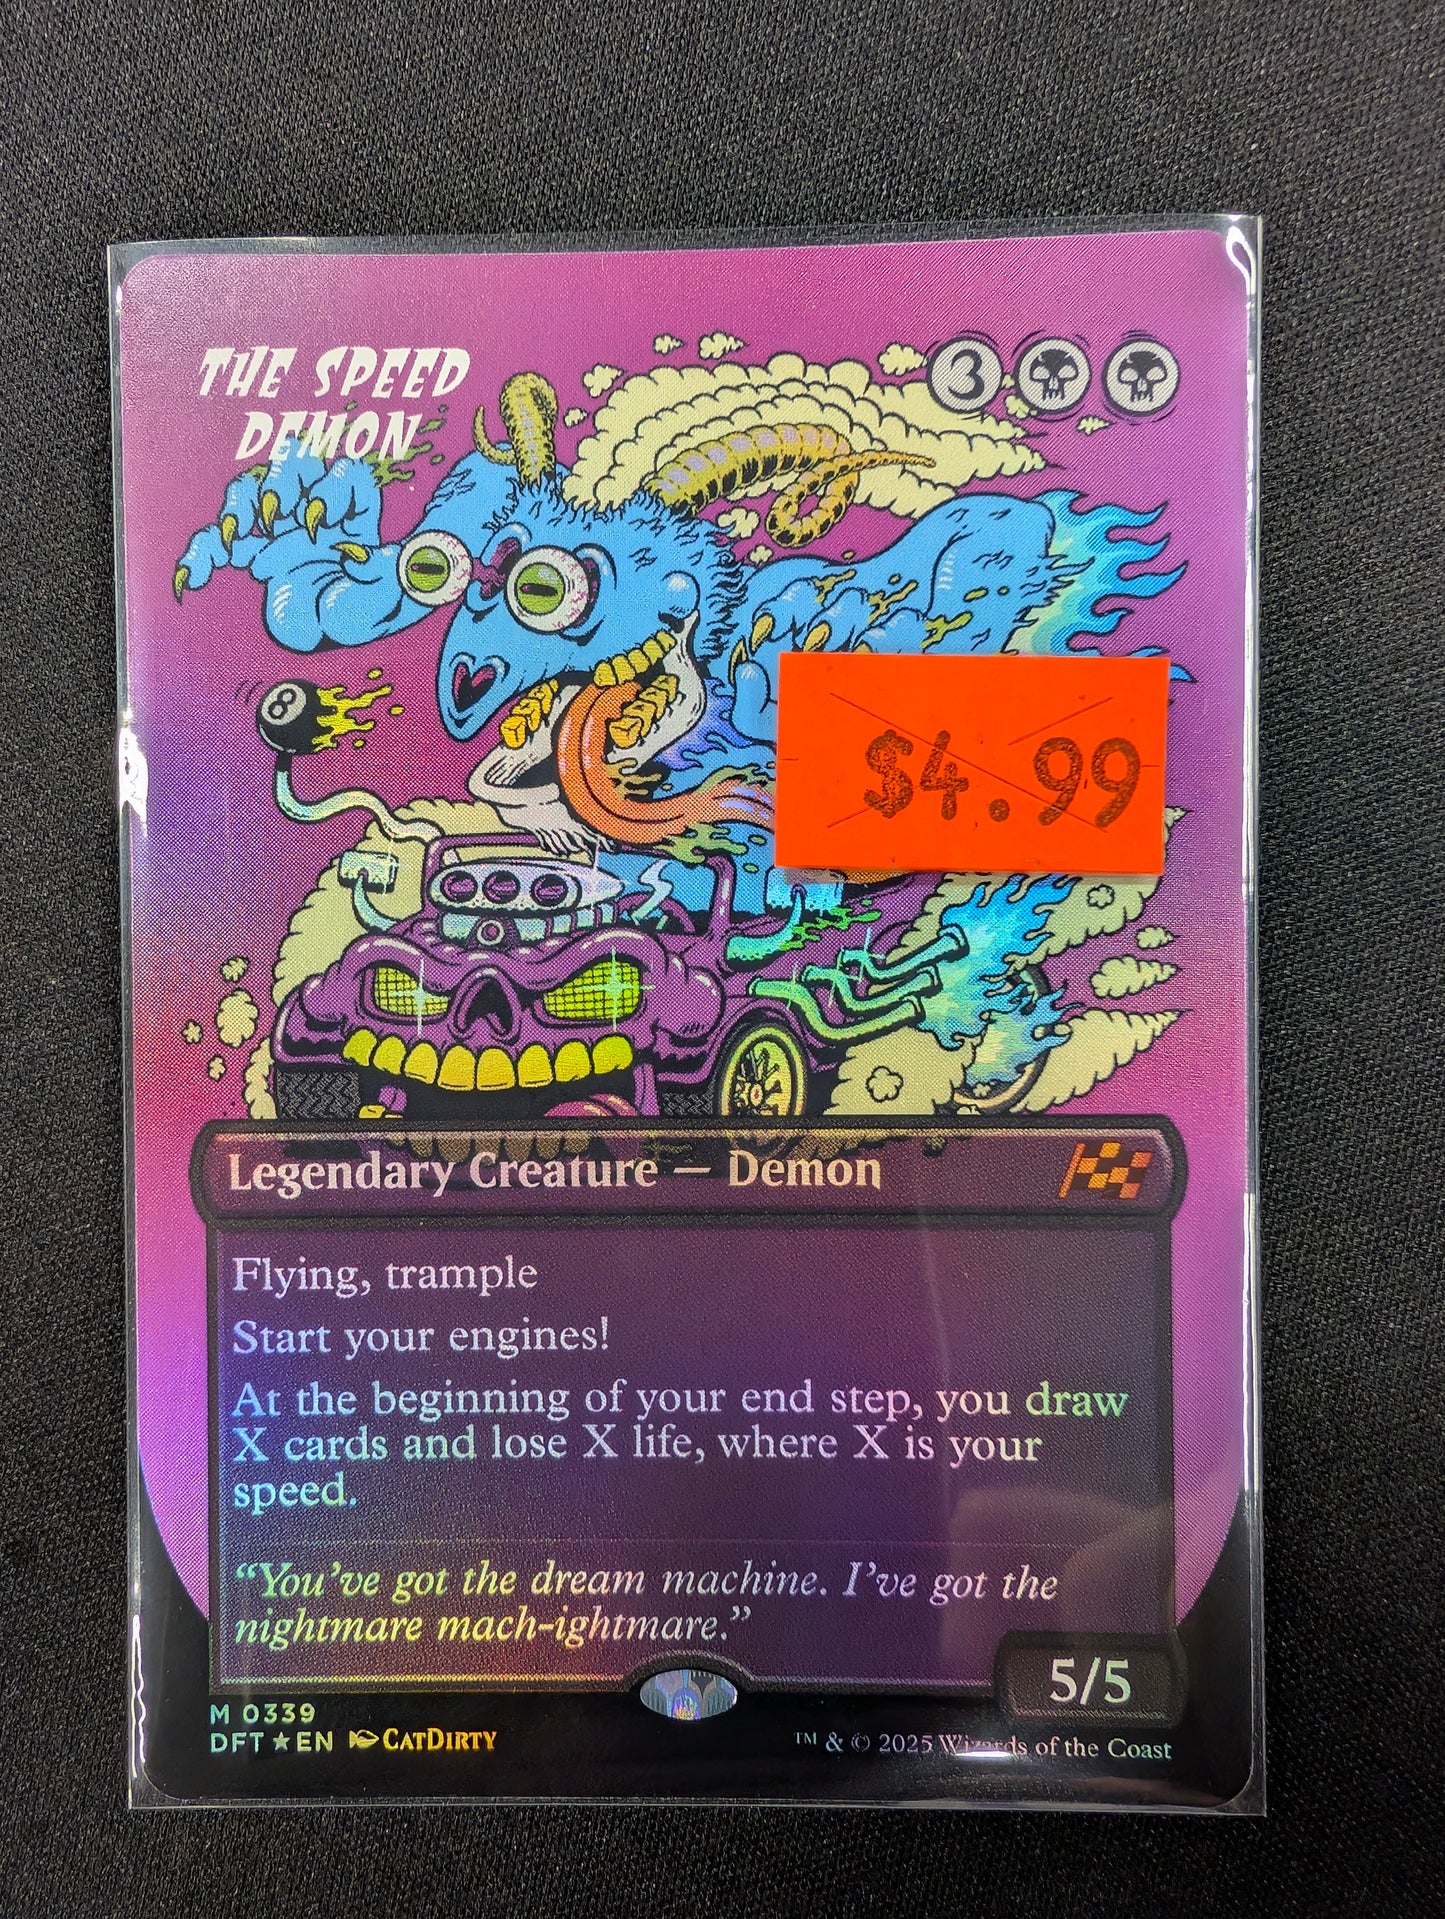 THE SPEED
DEMON
3
8
$4.99
Legendary Creature — Demon
Flying, trample
Start your engines!
At the beginning of your end step, you draw
X cards and lose X life, where X is your
speed.
“You’ve got the dream machine. I’ve got the
nightmare mach-ightmare.”
5/5
M 0339
DFT★EN CATDIRTY
™ & © 2025 Wizards of the Coast